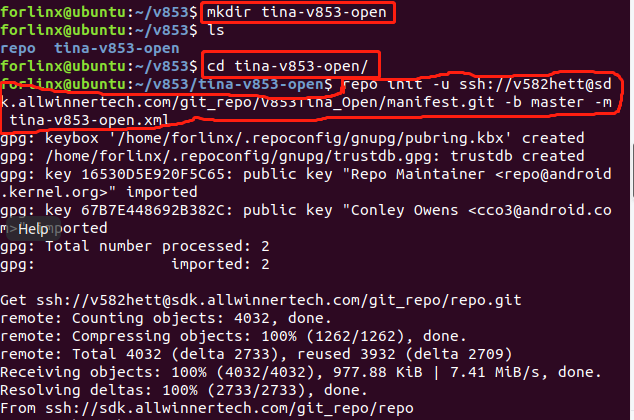 forlinx@ubuntu:~/v853$ mkdir tina-v853-open
forlinx@ubuntu:~/v853$ ls
repo  tina-v853-open
forlinx@ubuntu:~/v853$ cd tina-v853-open/
forlinx@ubuntu:~/v853/tina-v853-open$ repo init -u ssh://v582hett@sd
k.allwinnertech.com/git_repo/V853Tina_Open/manifest.git -b master -m
 tina-v853-open.xml
gpg: keybox '/home/forlinx/.repoconfig/gnupg/pubring.kbx' created
gpg: /home/forlinx/.repoconfig/gnupg/trustdb.gpg: trustdb created
gpg: key 16530D5E920F5C65: public key "Repo Maintainer <repo@android
.kernel.org>" imported
gpg: key 67B7E448692B382C: public key "Conley Owens <cco3@android.co
m>" Help ported
gpg: Total number processed: 2
gpg:               imported: 2

Get ssh://v582hett@sdk.allwinnertech.com/git_repo/repo.git
remote: Counting objects: 4032, done.
remote: Compressing objects: 100% (1262/1262), done.
remote: Total 4032 (delta 2733), reused 3932 (delta 2709)
Receiving objects: 100% (4032/4032), 977.88 KiB | 7.41 MiB/s, done.
Resolving deltas: 100% (2733/2733), done.
From ssh://sdk.allwinnertech.com/git_repo/repo